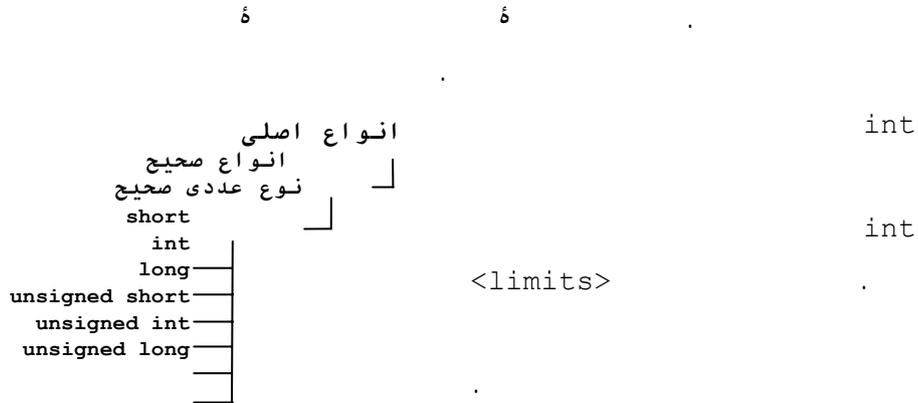 هٔ هٔ .
.
انواع اصلی
int
انواع صحیح
نوع عددی صحیح
short
int
int
long
<limits> .
unsigned short
unsigned int
unsigned long
.